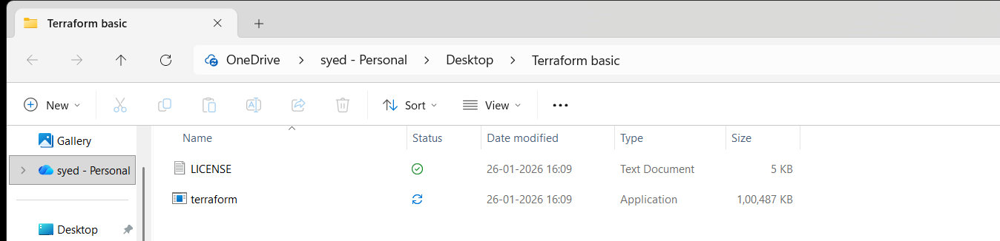 Terraform basic
OneDrive syed - Personal Desktop Terraform basic
New Sort View
Gallery
syed - Personal
Desktop
Name Status Date modified Type Size
LICENSE 26-01-2026 16:09 Text Document 5 KB
terraform 26-01-2026 16:09 Application 1,00,487 KB